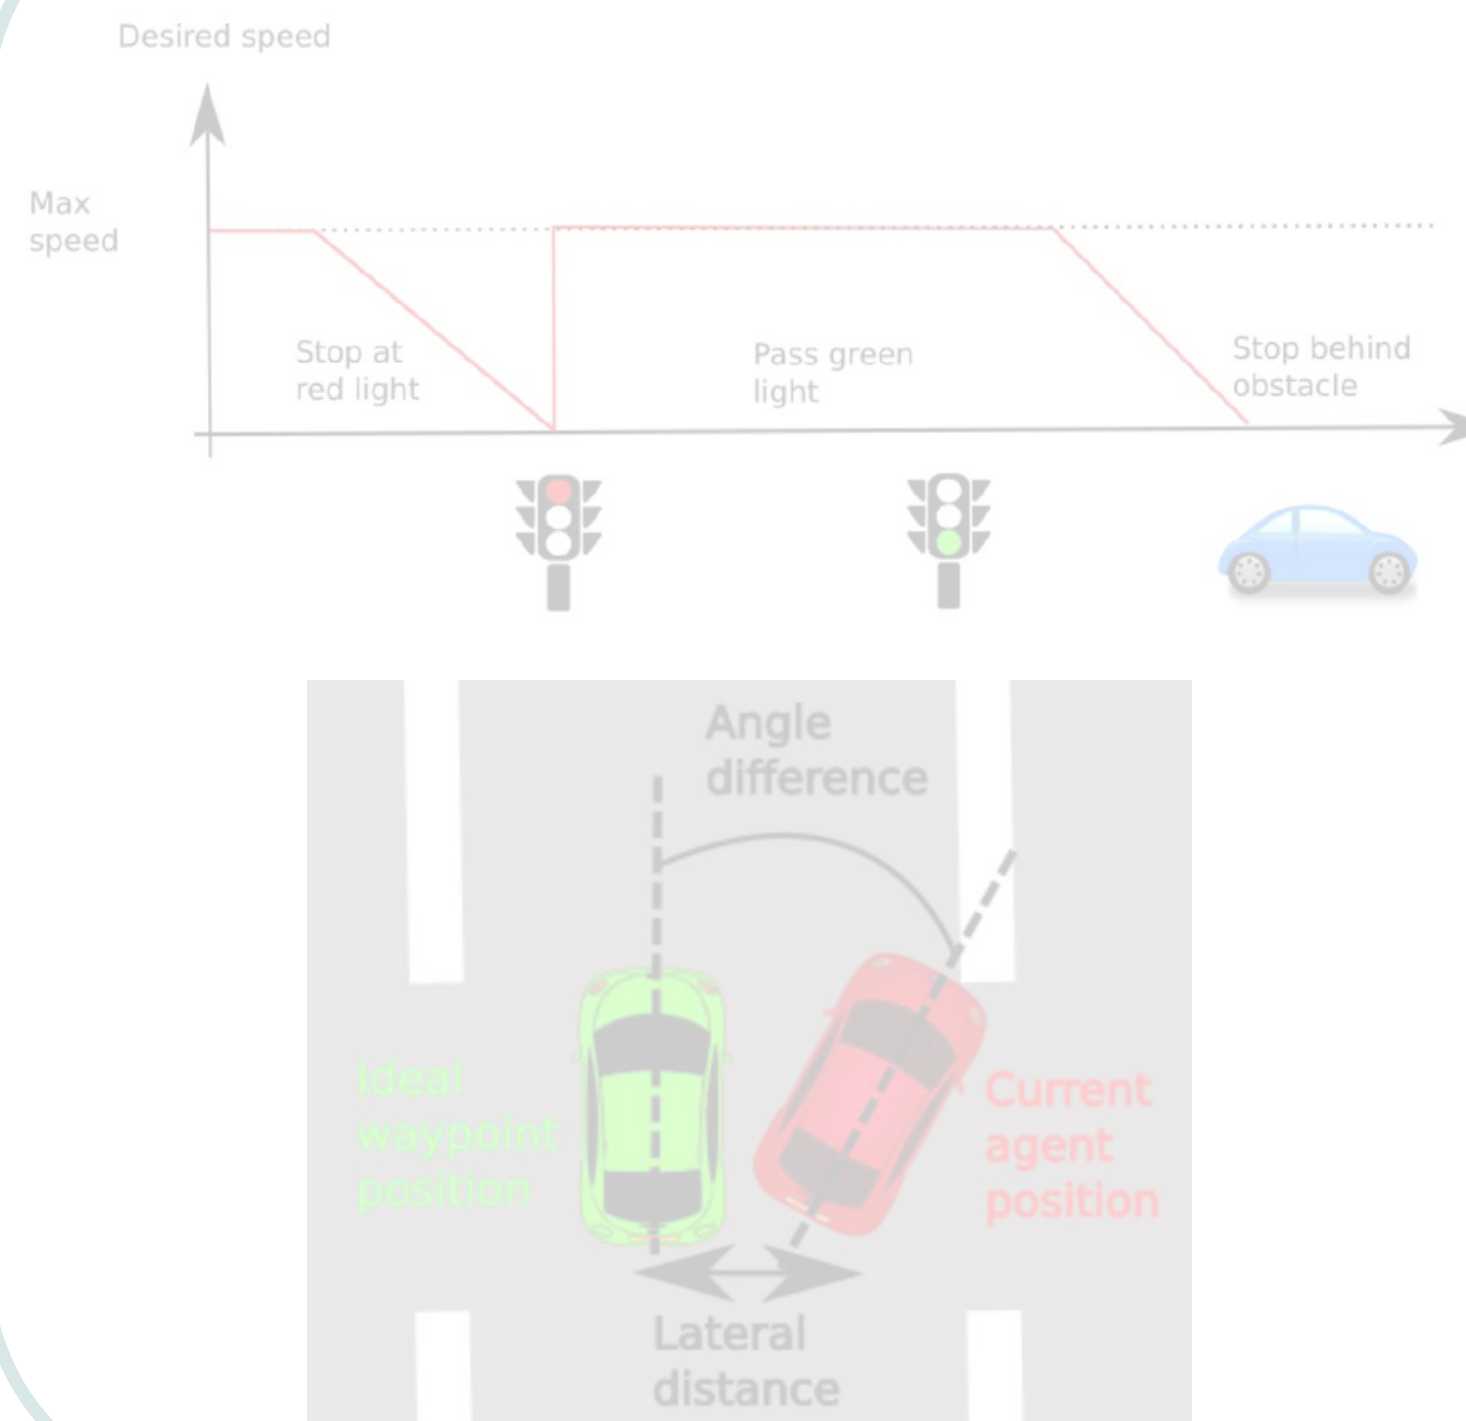 Desired speed
Max
speed
Stop at
red light
Pass green
light
Stop behind
obstacle
Angle
difference
Ideal
waypoint
position
Current
agent
position
Lateral
distance